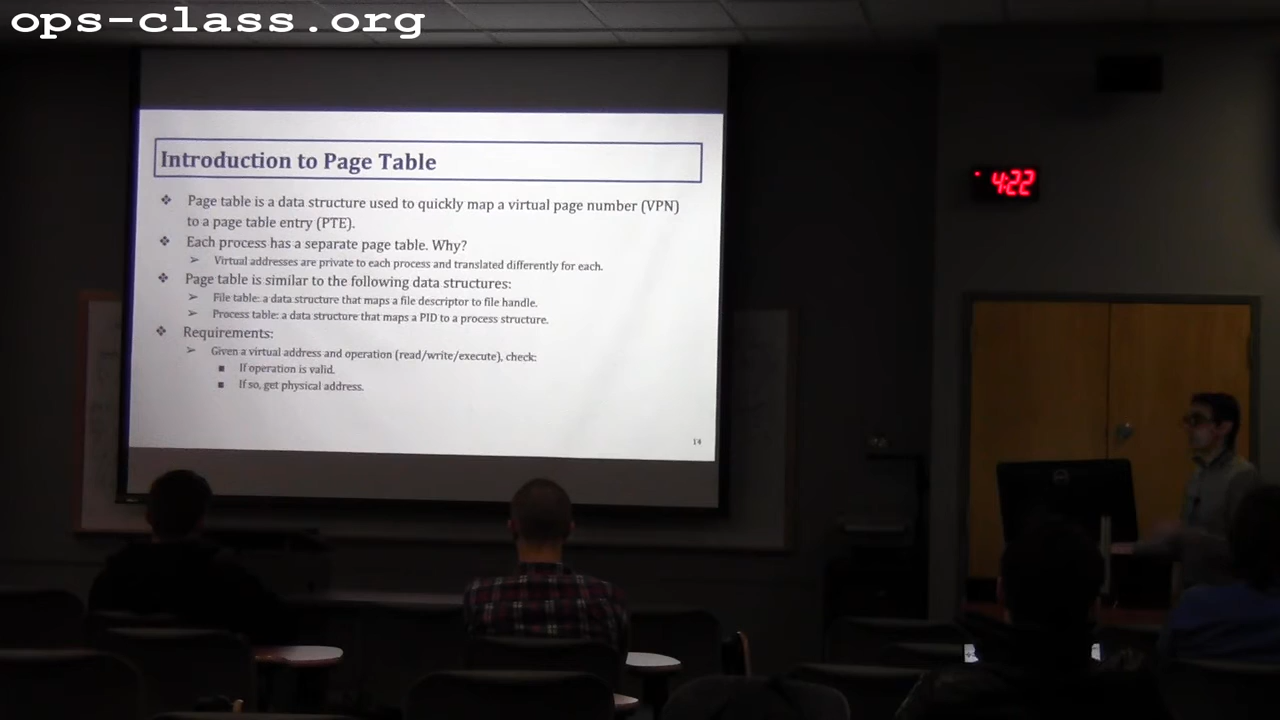 ops-class.org
4:22
Introduction to Page Table
❖ Page table is a data structure used to quickly map a virtual page number (VPN)
to a page table entry (PTE).
❖ Each process has a separate page table. Why?
➢ Virtual addresses are private to each process and translated differently for each.
❖ Page table is similar to the following data structures:
➢ File table: a data structure that maps a file descriptor to file handle.
➢ Process table: a data structure that maps a PID to a process structure.
❖ Requirements:
➢ Given a virtual address and operation (read/write/execute), check:
■ If operation is valid.
■ If so, get physical address.
14